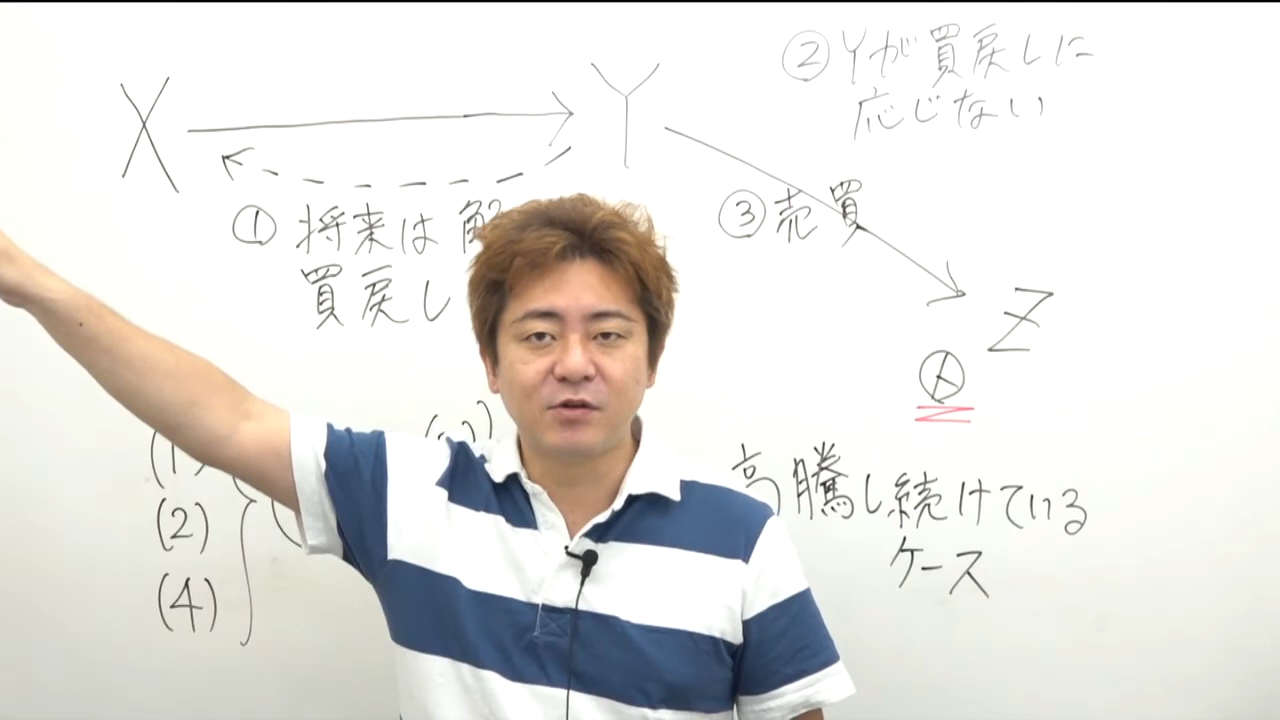 X
Y
② Yが買戻しに
応じない
① 将来は 解
買戻し
③ 売買
Z
(1)
(2)
(4)
高騰し続けている
ケース